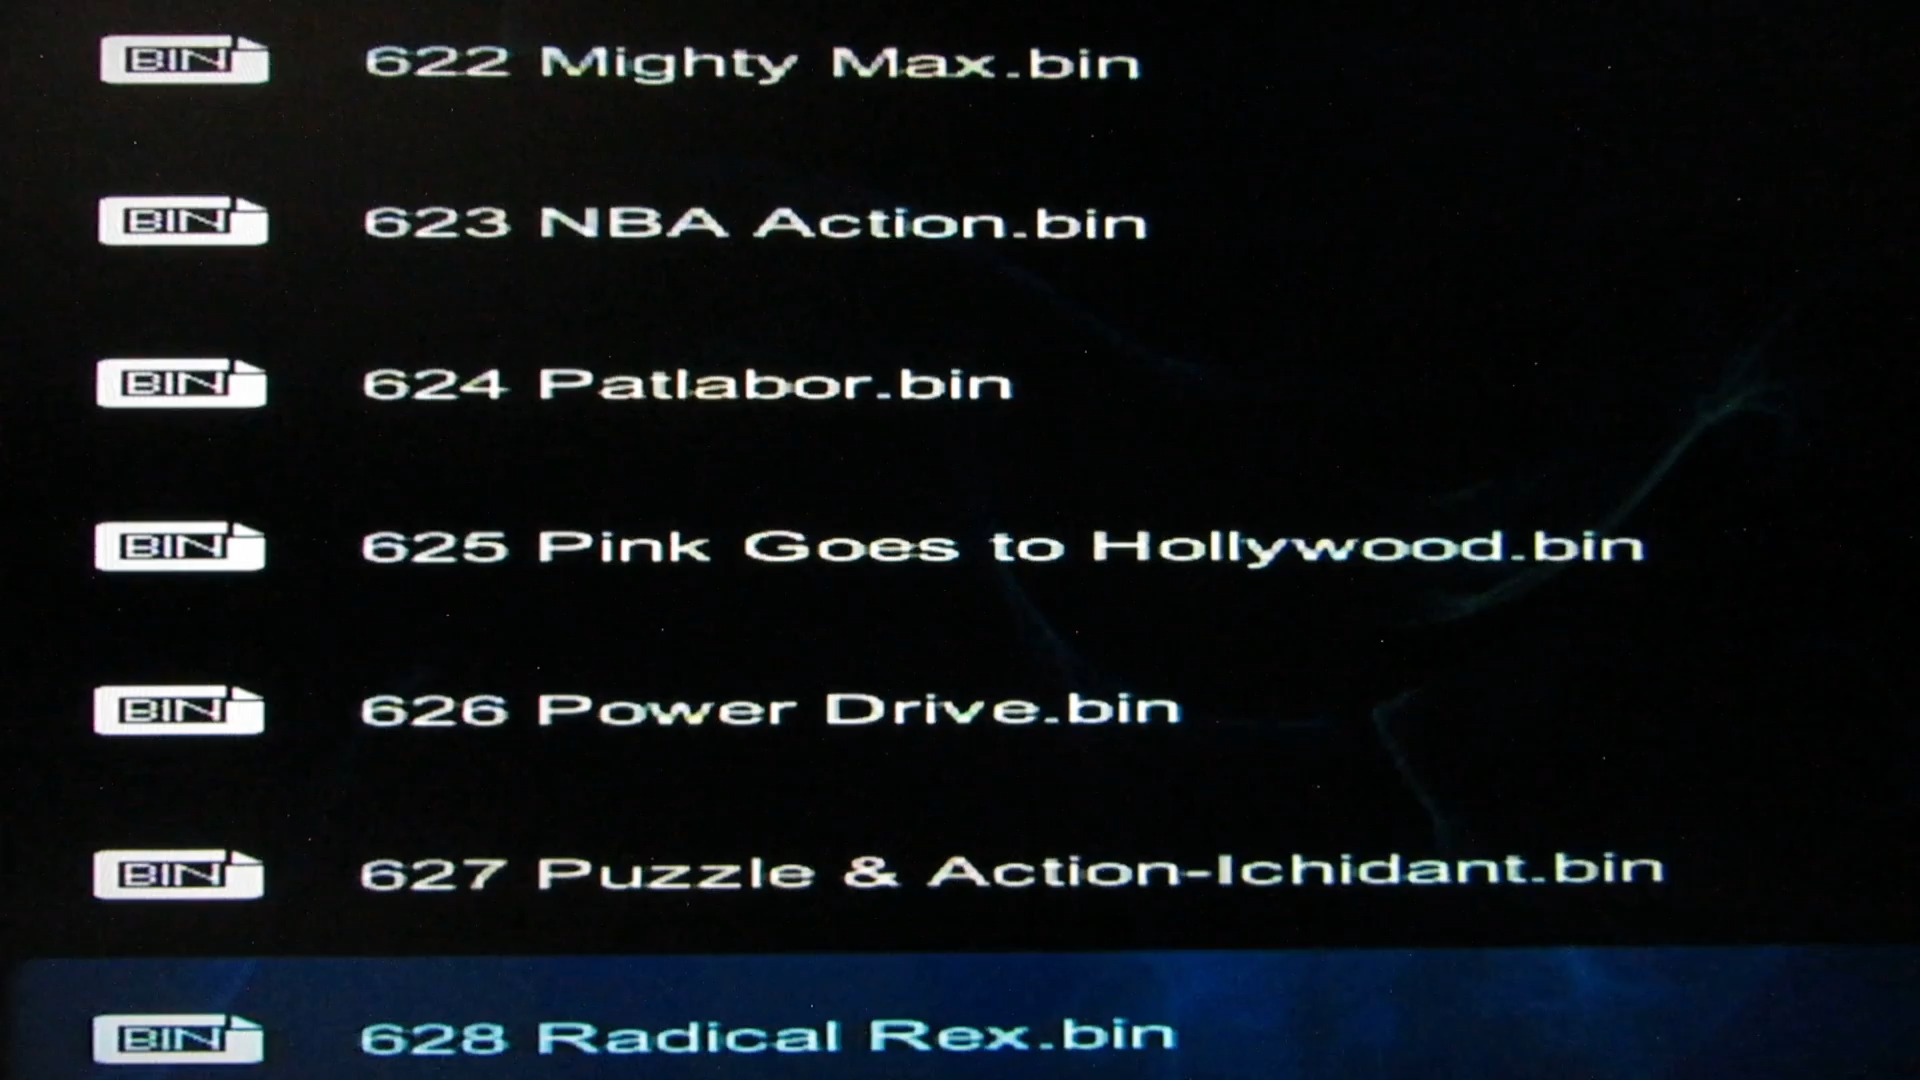 BIN 622 Mighty Max.bin
BIN 623 NBA Action.bin
BIN 624 Patlabor.bin
BIN 625 Pink Goes to Hollywood.bin
BIN 626 Power Drive.bin
BIN 627 Puzzle & Action-Ichidant.bin
BIN 628 Radical Rex.bin